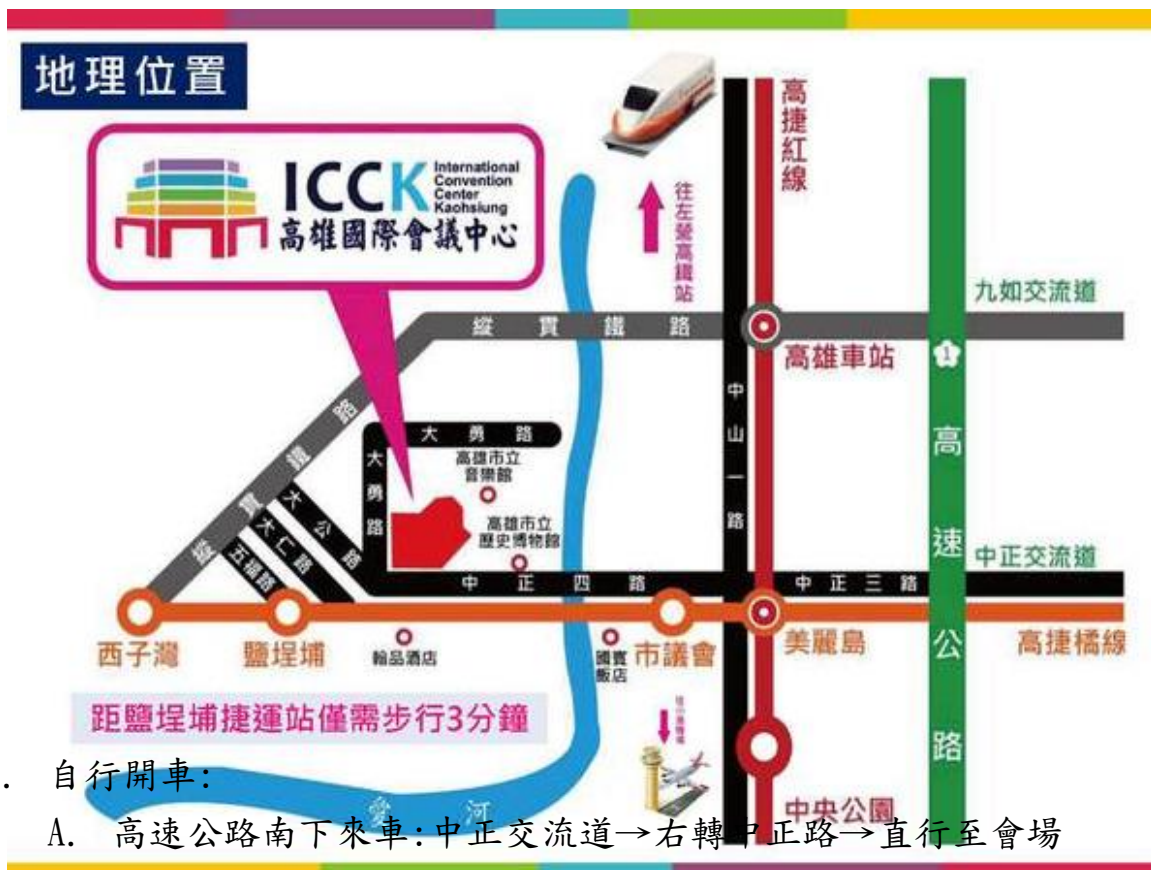 地理位置
ICCK
International
Convention
Center
Kaohsiung
高雄國際會議中心
往左營高鐵站
高捷紅線
九如交流道
縱貫鐵路
高雄車站
1
高速公路
中山一路
縱貫鐵路
大勇路
大勇路
高雄市立
音樂館
高雄市立
歷史博物館
大公路
大仁路
五福路
中正四路
中正三路
中正交流道
西子灣
鹽埕埔
翰品酒店
國賓
飯店
市議會
美麗島
高捷橘線
距鹽埕埔捷運站僅需步行3分鐘
愛河
中央公園
. 自行開車:
A. 高速公路南下來車:中正交流道→右轉中正路→直行至會場